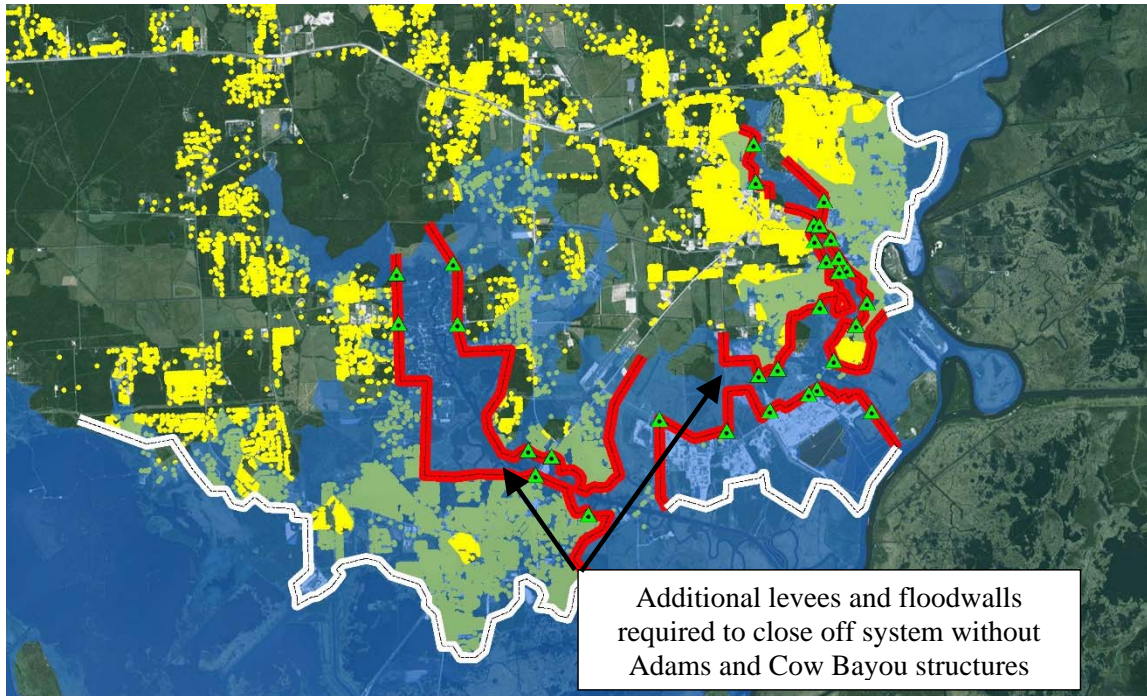 Additional levees and floodwalls
required to close off system without
Adams and Cow Bayou structures